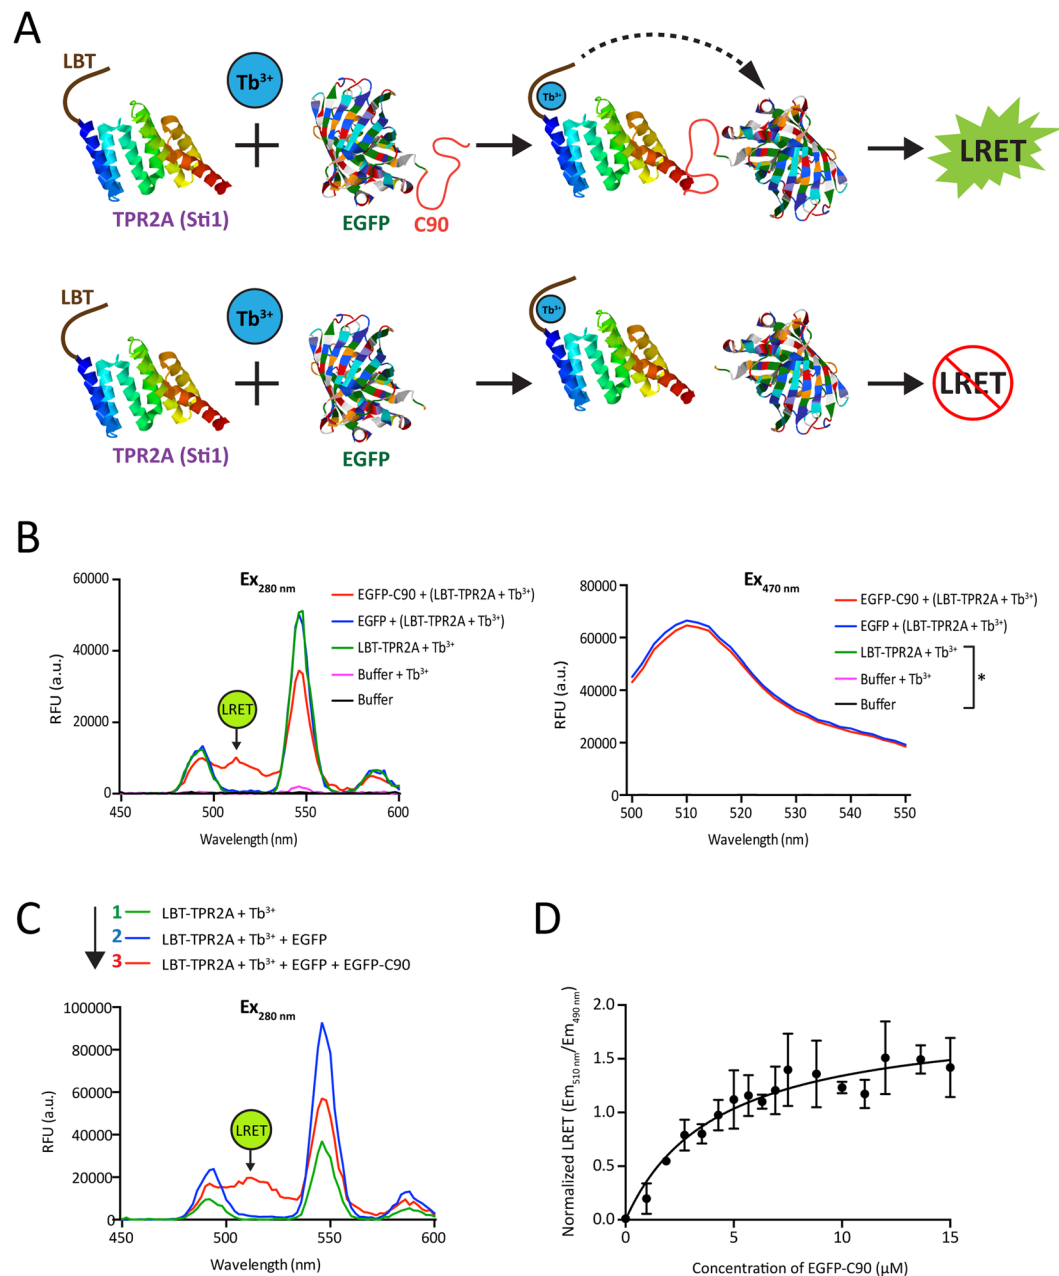 A
LBT
Tb³⁺
TPR2A (Sti1)
EGFP
C90
Tb³⁺
LRET
LBT
Tb³⁺
TPR2A (Sti1)
EGFP
Tb³⁺
LRET
B
Ex280 nm
60000
40000
20000
0
RFU (a.u.)
450
500
550
600
Wavelength (nm)
LRET
EGFP-C90 + (LBT-TPR2A + Tb³⁺)
EGFP + (LBT-TPR2A + Tb³⁺)
LBT-TPR2A + Tb³⁺
Buffer + Tb³⁺
Buffer
Ex470 nm
80000
60000
40000
20000
0
RFU (a.u.)
500
510
520
530
540
550
Wavelength (nm)
EGFP-C90 + (LBT-TPR2A + Tb³⁺)
EGFP + (LBT-TPR2A + Tb³⁺)
LBT-TPR2A + Tb³⁺
Buffer + Tb³⁺
Buffer
*
C
1 LBT-TPR2A + Tb³⁺
2 LBT-TPR2A + Tb³⁺ + EGFP
3 LBT-TPR2A + Tb³⁺ + EGFP + EGFP-C90
Ex280 nm
100000
80000
60000
40000
20000
0
RFU (a.u.)
LRET
450
500
550
600
Wavelength (nm)
D
Normalized LRET (Em510 nm/Em490 nm)
2.0
1.5
1.0
0.5
0.0
0
5
10
15
Concentration of EGFP-C90 (µM)